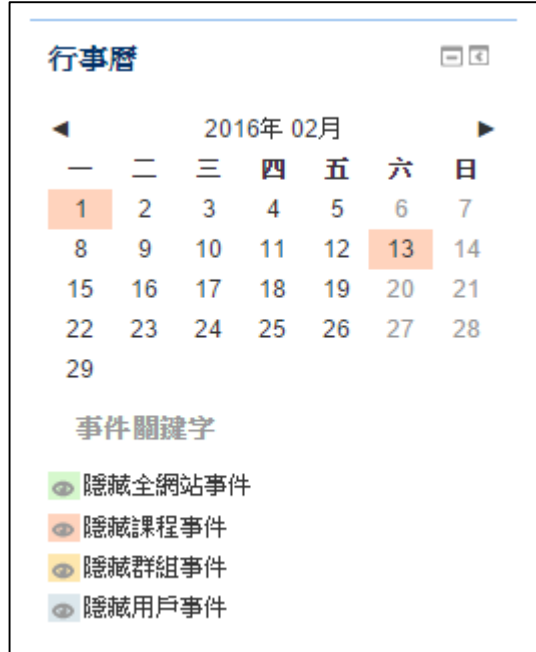 行事曆
◄ 2016年 02月 ►
一 二 三 四 五 六 日
1 2 3 4 5 6 7
8 9 10 11 12 13 14
15 16 17 18 19 20 21
22 23 24 25 26 27 28
29
事件關鍵字
隱藏全網站事件
隱藏課程事件
隱藏群組事件
隱藏用戶事件